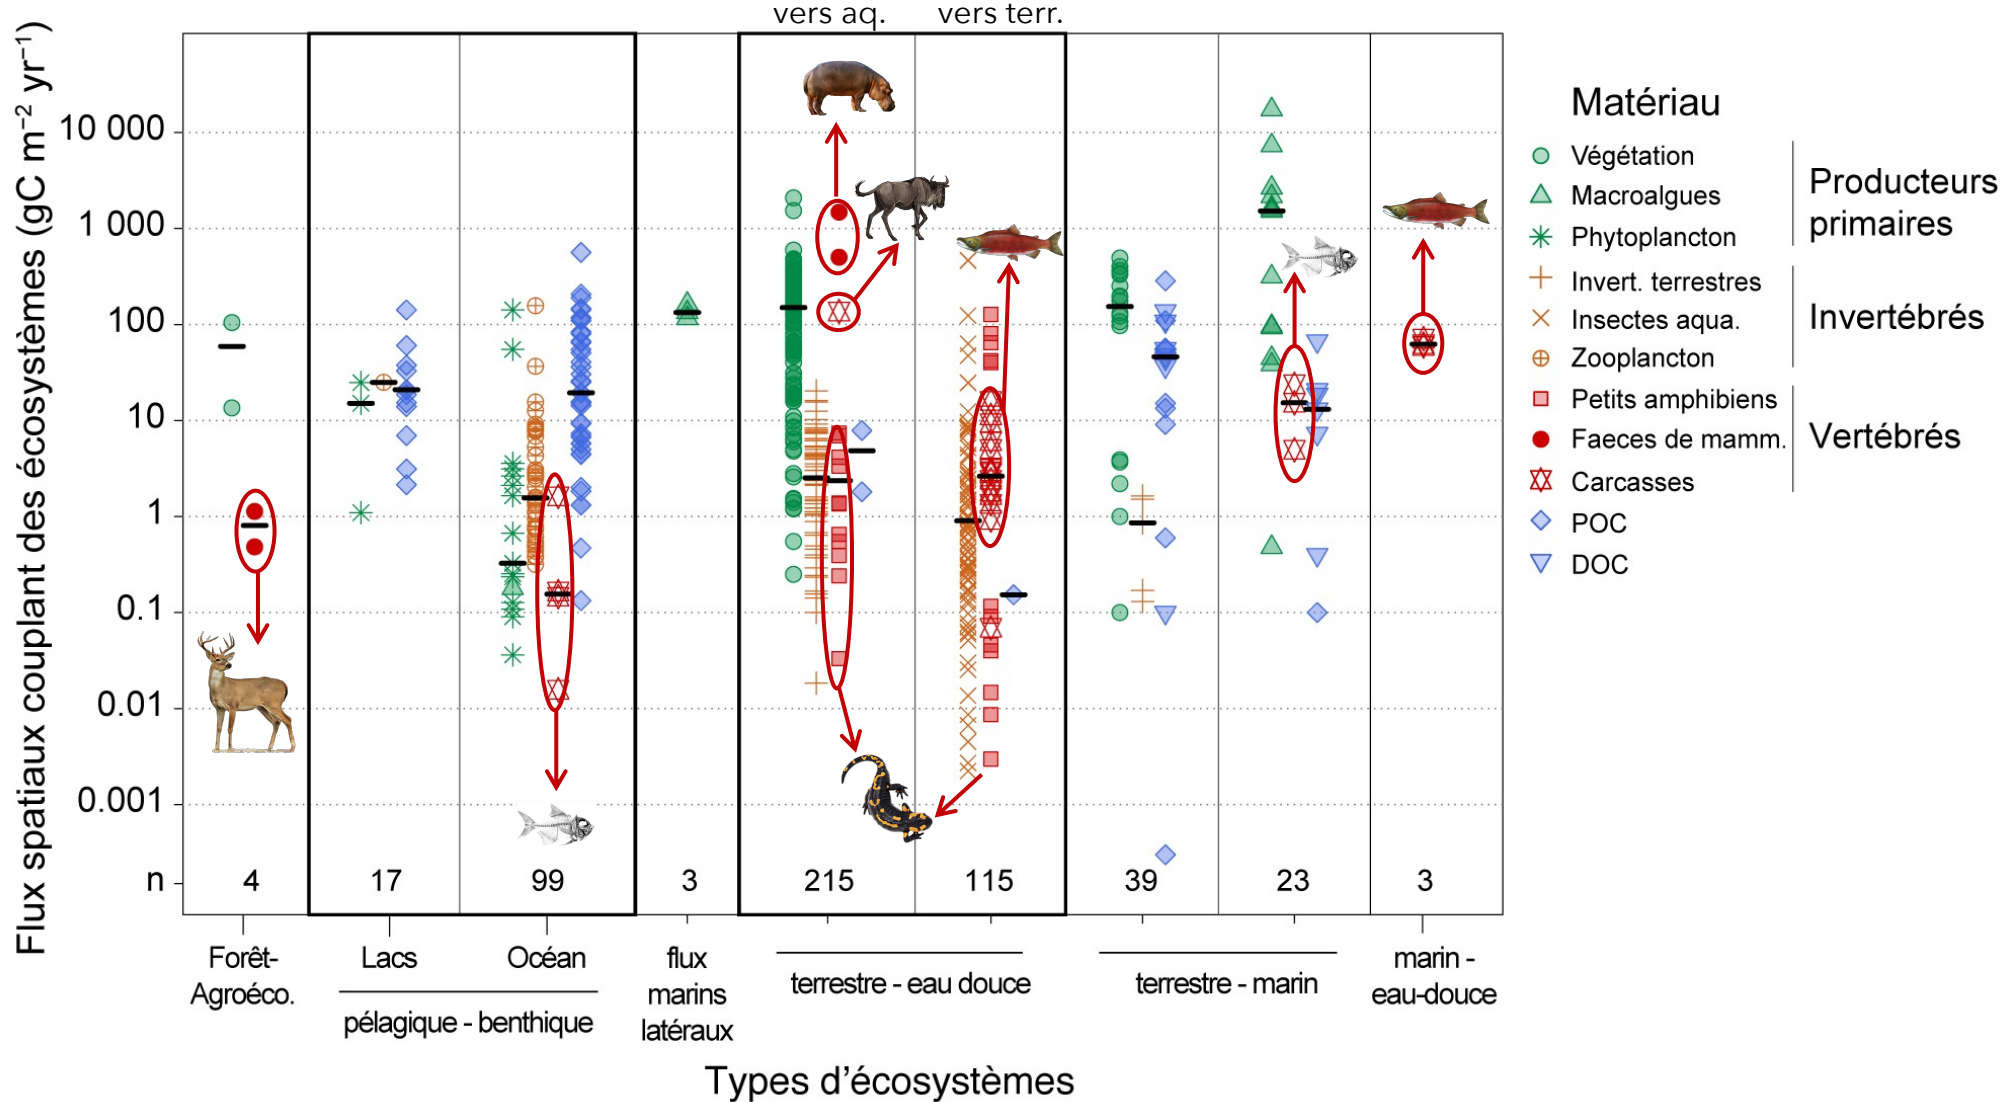 vers aq. vers terr.
Flux spatiaux couplant des écosystèmes (gC m⁻² yr⁻¹)
10 000
1 000
100
10
1
0.1
0.01
0.001
n
4 17 99 3 215 115 39 23 3
Forêt-
Agroéco.
Lacs
Océan
pélagique - benthique
flux
marins
latéraux
terrestre - eau douce
terrestre - marin
marin -
eau-douce
Types d’écosystèmes
Matériau
Végétation
Macroalgues
Phytoplancton
Producteurs
primaires
Invert. terrestres
Insectes aqua.
Zooplancton
Invertébrés
Petits amphibiens
Faeces de mamm.
Carcasses
Vertébrés
POC
DOC